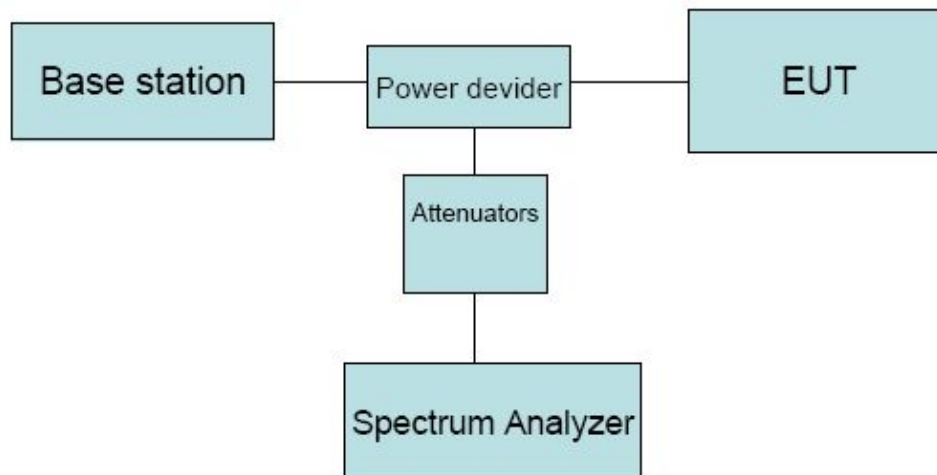 Base station
Power devider
EUT
Attenuators
Spectrum Analyzer